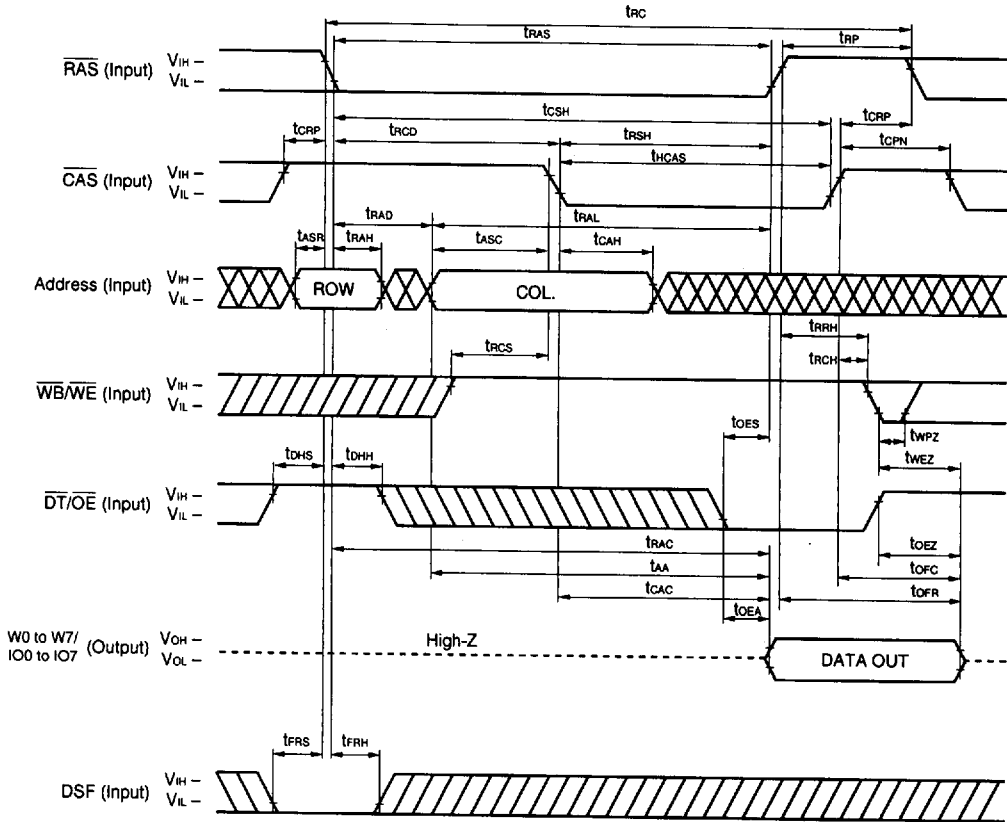 tRC
tRAS tRP
RAS (Input) VIH –
VIL –
tCSH tCRP
tCRP tRCD tRSH tCPN
tHCAS
CAS (Input) VIH –
VIL –
tRAD tRAL
tASR tRAH tASC tCAH
Address (Input) VIH –
VIL –
ROW COL.
tRRH
tRCS tRCH
WB/WE (Input) VIH –
VIL –
tOES tWPZ
tDHS tDHH tWEZ
DT/OE (Input) VIH –
VIL –
tRAC tOEZ
tAA tOFC
tCAC tOFR
tOEA
W0 to W7/
IO0 to IO7 (Output) VOH –
VOL –
High-Z DATA OUT
tFRS tFRH
DSF (Input) VIH –
VIL –